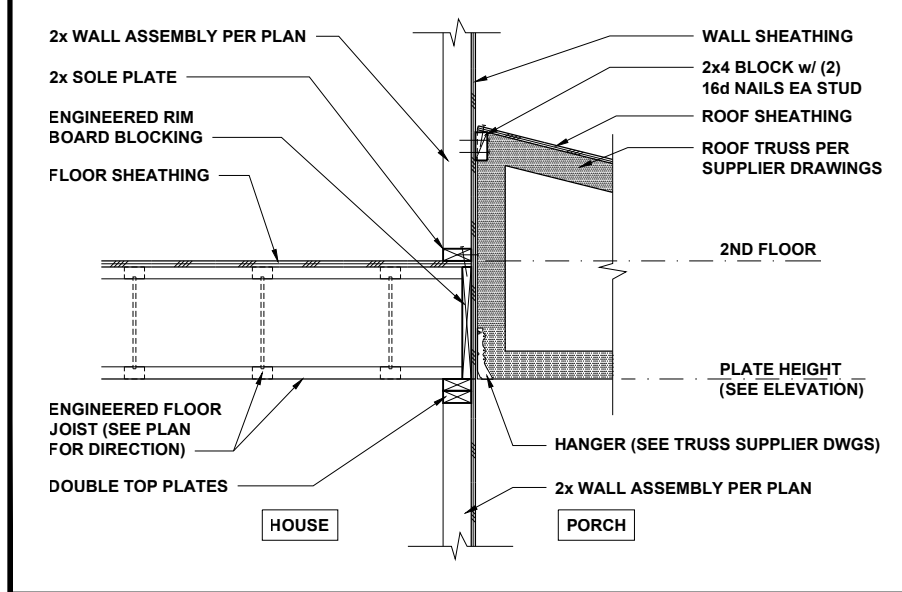 2x WALL ASSEMBLY PER PLAN
2x SOLE PLATE
ENGINEERED RIM
BOARD BLOCKING
FLOOR SHEATHING
WALL SHEATHING
2x4 BLOCK w/ (2)
16d NAILS EA STUD
ROOF SHEATHING
ROOF TRUSS PER
SUPPLIER DRAWINGS
2ND FLOOR
PLATE HEIGHT
(SEE ELEVATION)
ENGINEERED FLOOR
JOIST (SEE PLAN
FOR DIRECTION)
DOUBLE TOP PLATES
HANGER (SEE TRUSS SUPPLIER DWGS)
2x WALL ASSEMBLY PER PLAN
HOUSE
PORCH